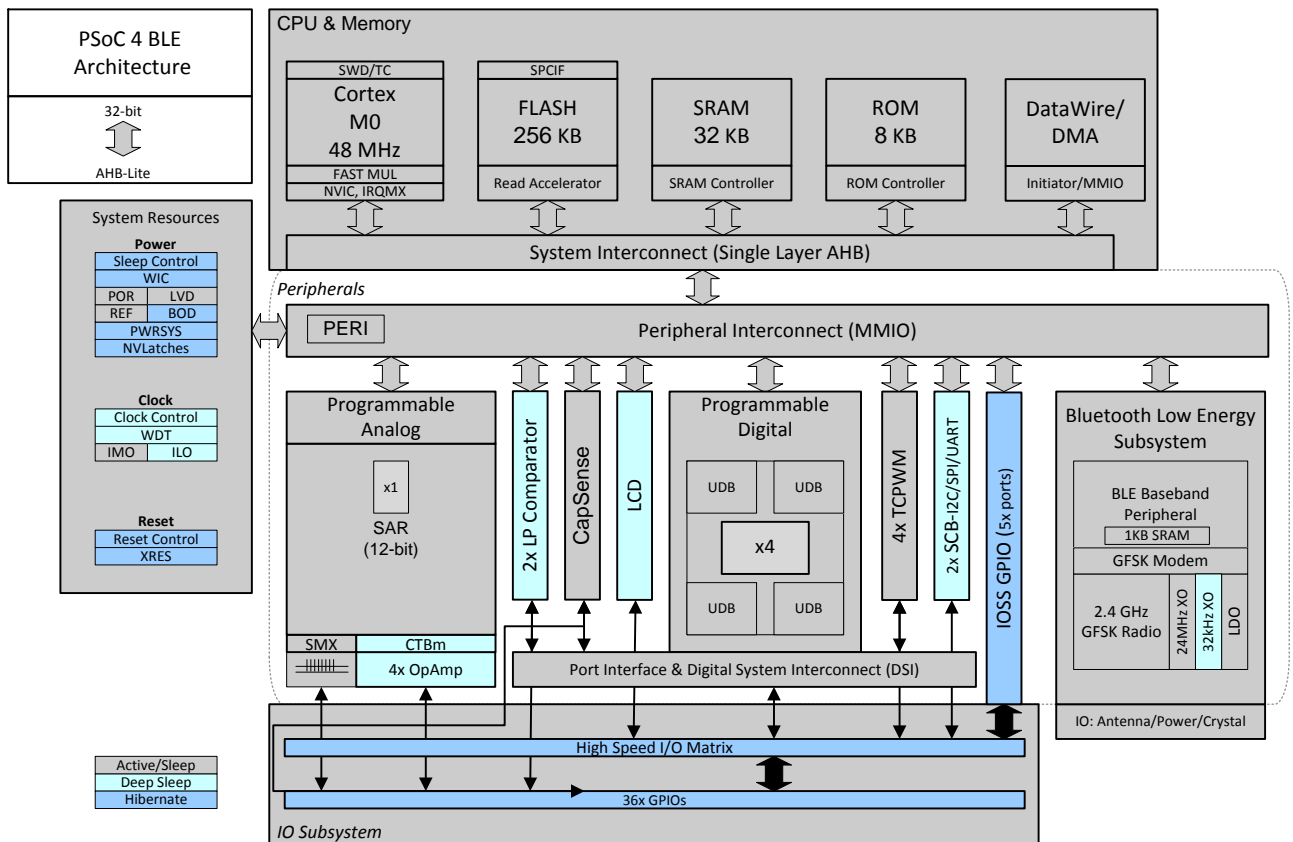 PSoC 4 BLE
Architecture
32-bit
AHB-Lite
CPU & Memory
SWD/TC
Cortex
M0
48 MHz
FAST MUL
NVIC, IRQMX
SPCIF
FLASH
256 KB
Read Accelerator
SRAM
32 KB
SRAM Controller
ROM
8 KB
ROM Controller
DataWire/
DMA
Initiator/MMIO
System Interconnect (Single Layer AHB)
System Resources
Power
Sleep Control
WIC
POR LVD
REF BOD
PWRSYS
NVLatches
Clock
Clock Control
WDT
IMO ILO
Reset
Reset Control
XRES
Peripherals
PERI
Peripheral Interconnect (MMIO)
Programmable
Analog
x1
SAR
(12-bit)
SMX
CTBm
4x OpAmp
2x LP Comparator
CapSense
LCD
Programmable
Digital
UDB UDB
x4
UDB UDB
4x TCPWM
2x SCB-I2C/SPI/UART
IOSS GPIO (5x ports)
Port Interface & Digital System Interconnect (DSI)
Bluetooth Low Energy
Subsystem
BLE Baseband
Peripheral
1KB SRAM
GFSK Modem
2.4 GHz
GFSK Radio
24MHz XO
32kHz XO
LDO
IO: Antenna/Power/Crystal
High Speed I/O Matrix
36x GPIOs
IO Subsystem
Active/Sleep
Deep Sleep
Hibernate